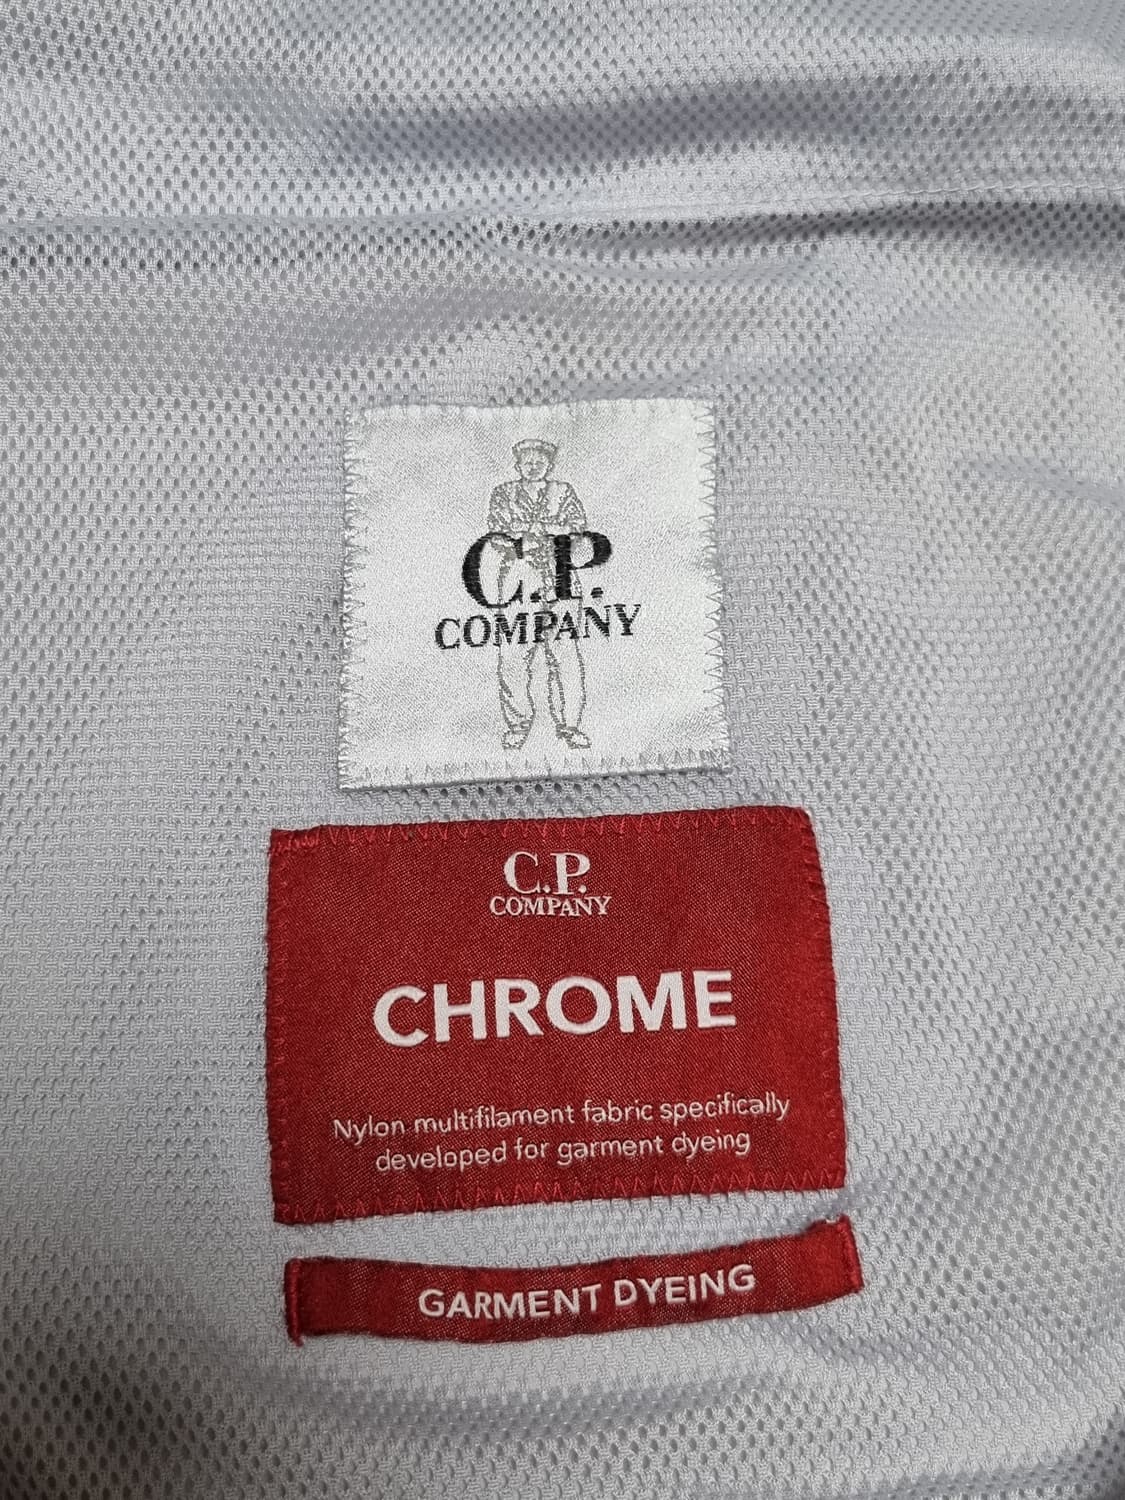 C.P.
COMPANY
C.P.
COMPANY
CHROME
Nylon multifilament fabric specifically
developed for garment dyeing
GARMENT DYEING